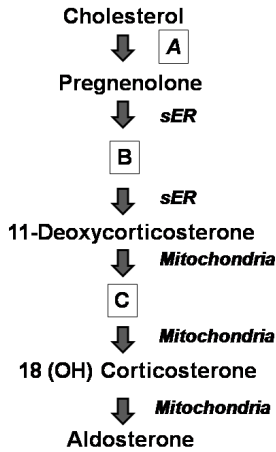 Cholesterol
A
Pregnenolone
sER
B
sER
11-Deoxycorticosterone
Mitochondria
C
Mitochondria
18 (OH) Corticosterone
Mitochondria
Aldosterone